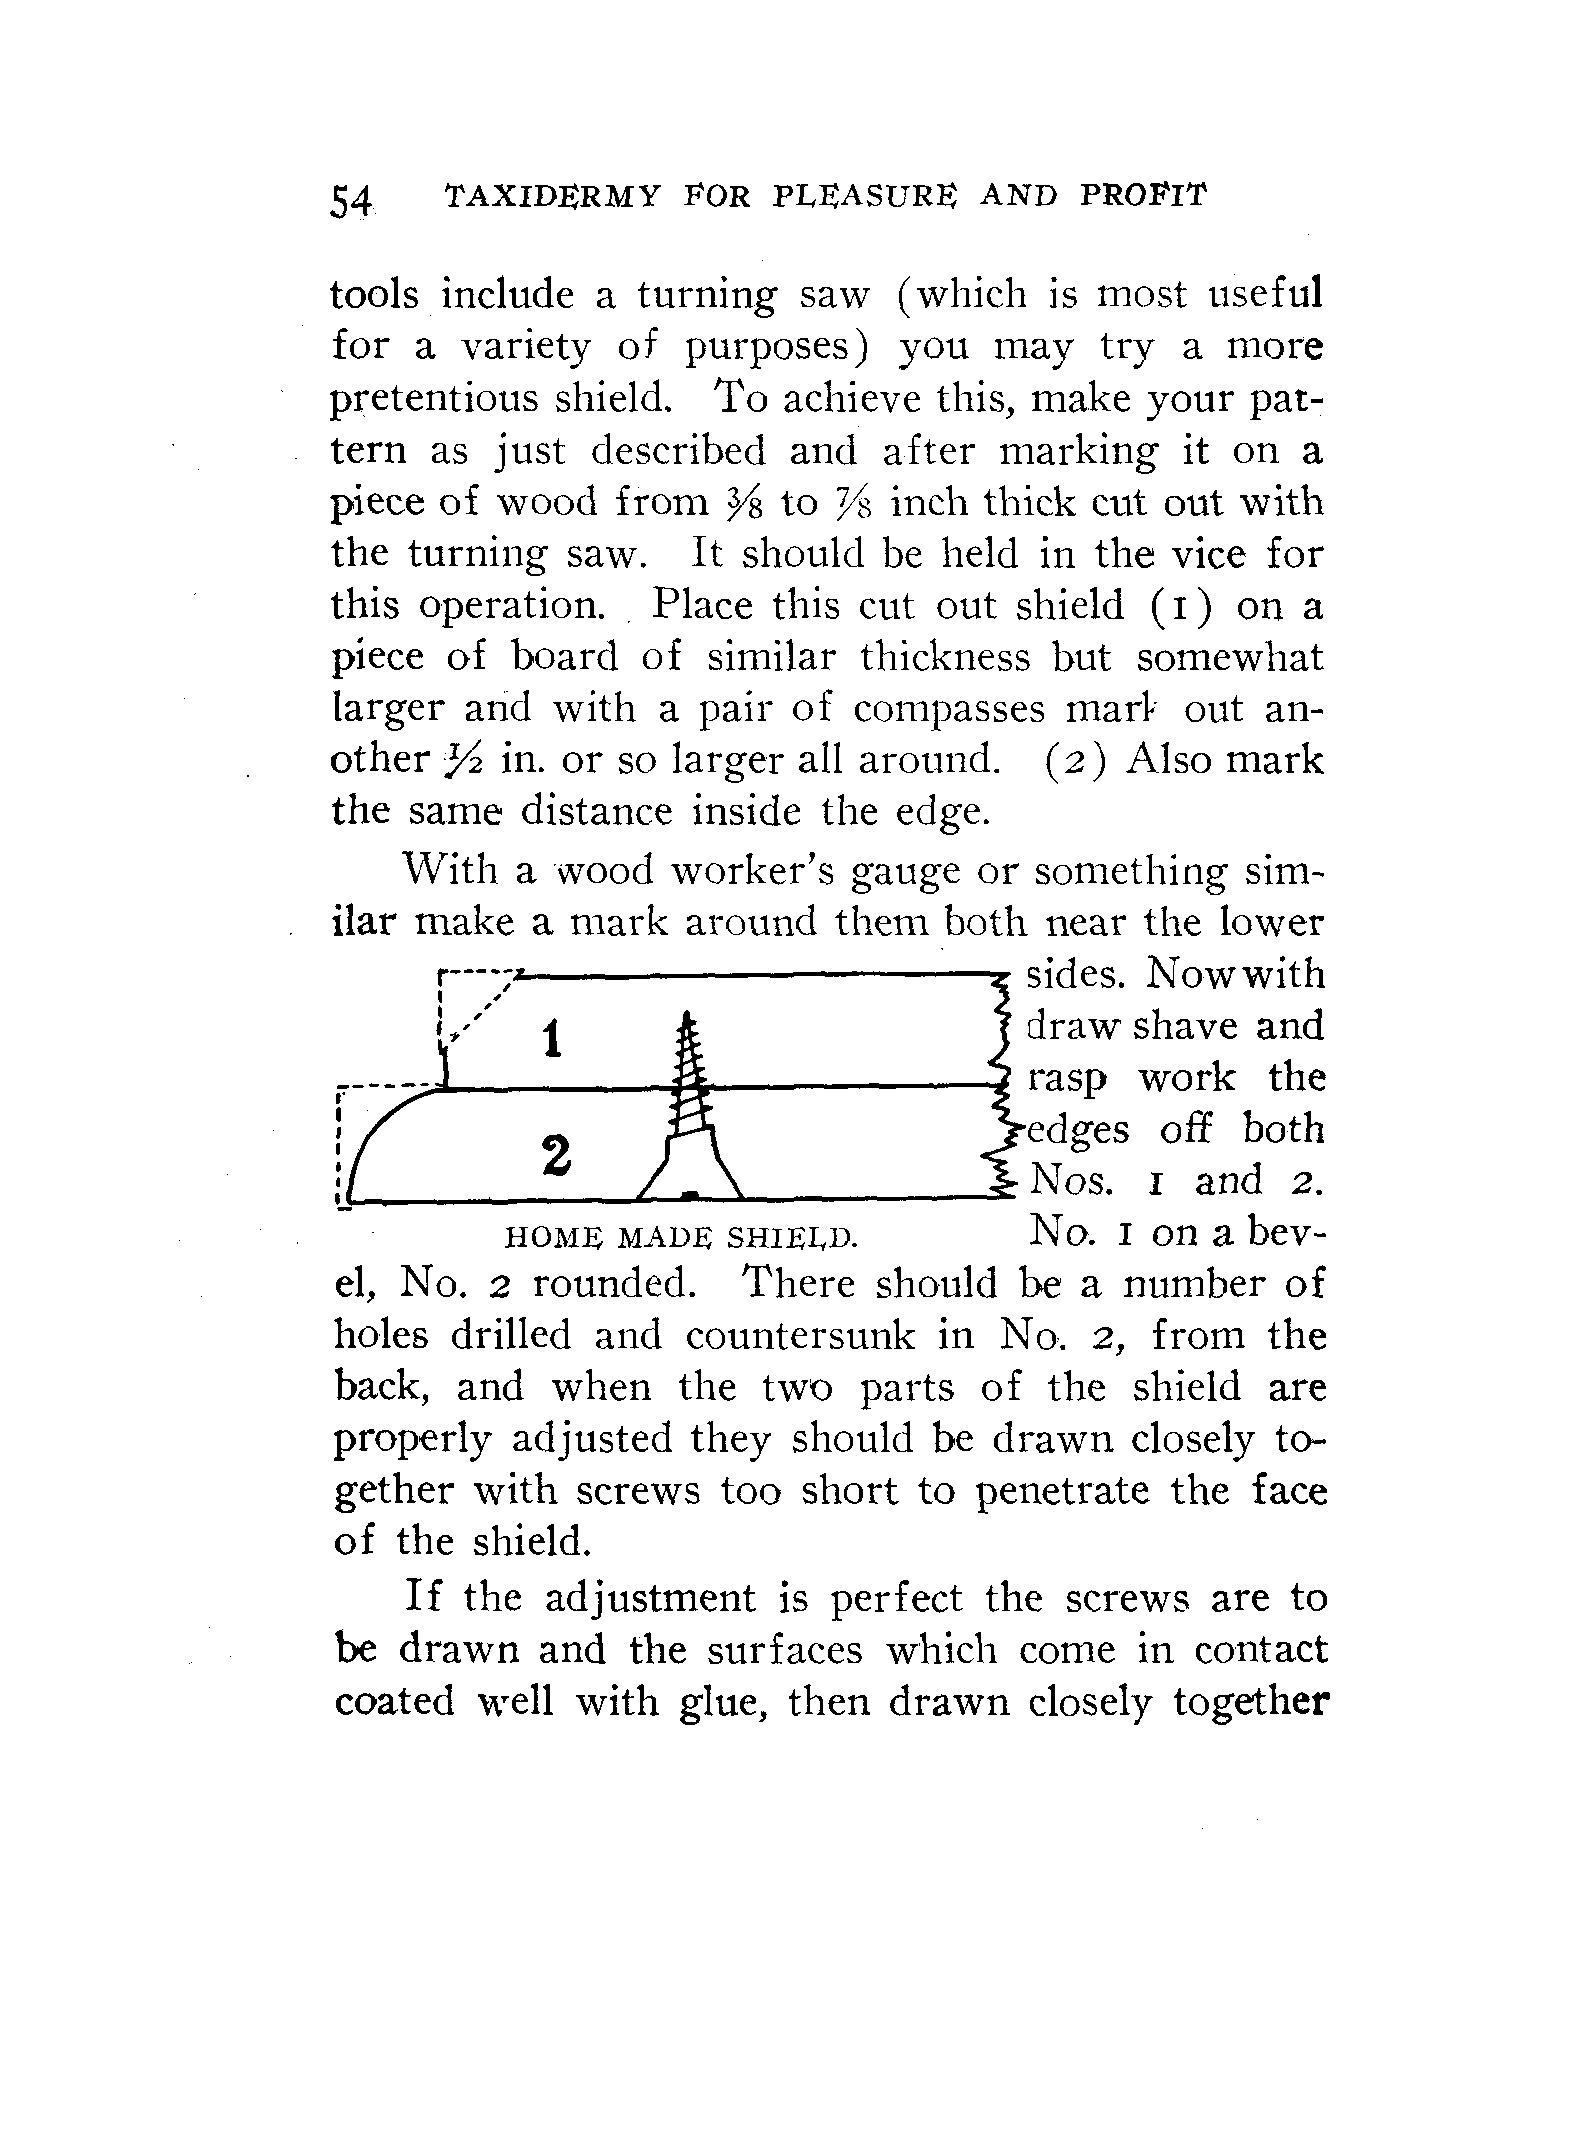 54 TAXIDERMY FOR PLEASURE AND PROFIT
tools include a turning saw (which is most useful
for a variety of purposes) you may try a more
pretentious shield. To achieve this, make your pat-
tern as just described and after marking it on a
piece of wood from ⅜ to ⅞ inch thick cut out with
the turning saw. It should be held in the vice for
this operation. Place this cut out shield (1) on a
piece of board of similar thickness but somewhat
larger and with a pair of compasses mark out an-
other ½ in. or so larger all around. (2) Also mark
the same distance inside the edge.
With a wood worker's gauge or something sim-
ilar make a mark around them both near the lower
sides. Now with
draw shave and
rasp work the
edges off both
Nos. 1 and 2.
No. 1 on a bev-
1
2
HOME MADE SHIELD.
el, No. 2 rounded. There should be a number of
holes drilled and countersunk in No. 2, from the
back, and when the two parts of the shield are
properly adjusted they should be drawn closely to-
gether with screws too short to penetrate the face
of the shield.
If the adjustment is perfect the screws are to
be drawn and the surfaces which come in contact
coated well with glue, then drawn closely together